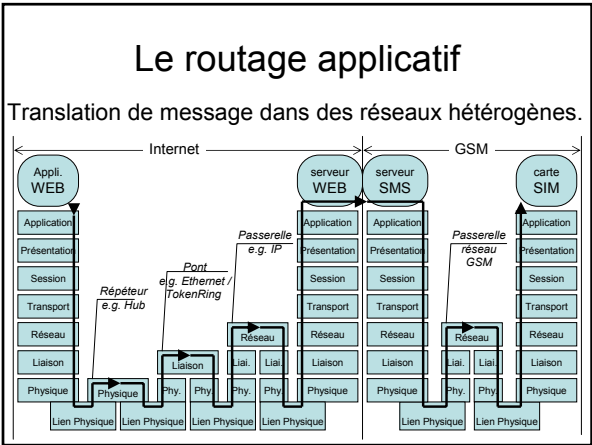 Le routage applicatif
Translation de message dans des réseaux hétérogènes.
Internet
GSM
Appli.
WEB
serveur
WEB
serveur
SMS
carte
SIM
Application
Présentation
Session
Transport
Réseau
Liaison
Physique
Répéteur
e.g. Hub
Physique
Pont
e.g. Ethernet /
TokenRing
Liaison
Phy.
Phy.
Passerelle
e.g. IP
Réseau
Liai.
Liai.
Phy.
Phy.
Application
Présentation
Session
Transport
Réseau
Liaison
Physique
Application
Présentation
Session
Transport
Réseau
Liaison
Physique
Passerelle
réseau
GSM
Réseau
Liai.
Liai.
Phy.
Phy.
Application
Présentation
Session
Transport
Réseau
Liaison
Physique
Lien Physique
Lien Physique
Lien Physique
Lien Physique
Lien Physique
Lien Physique